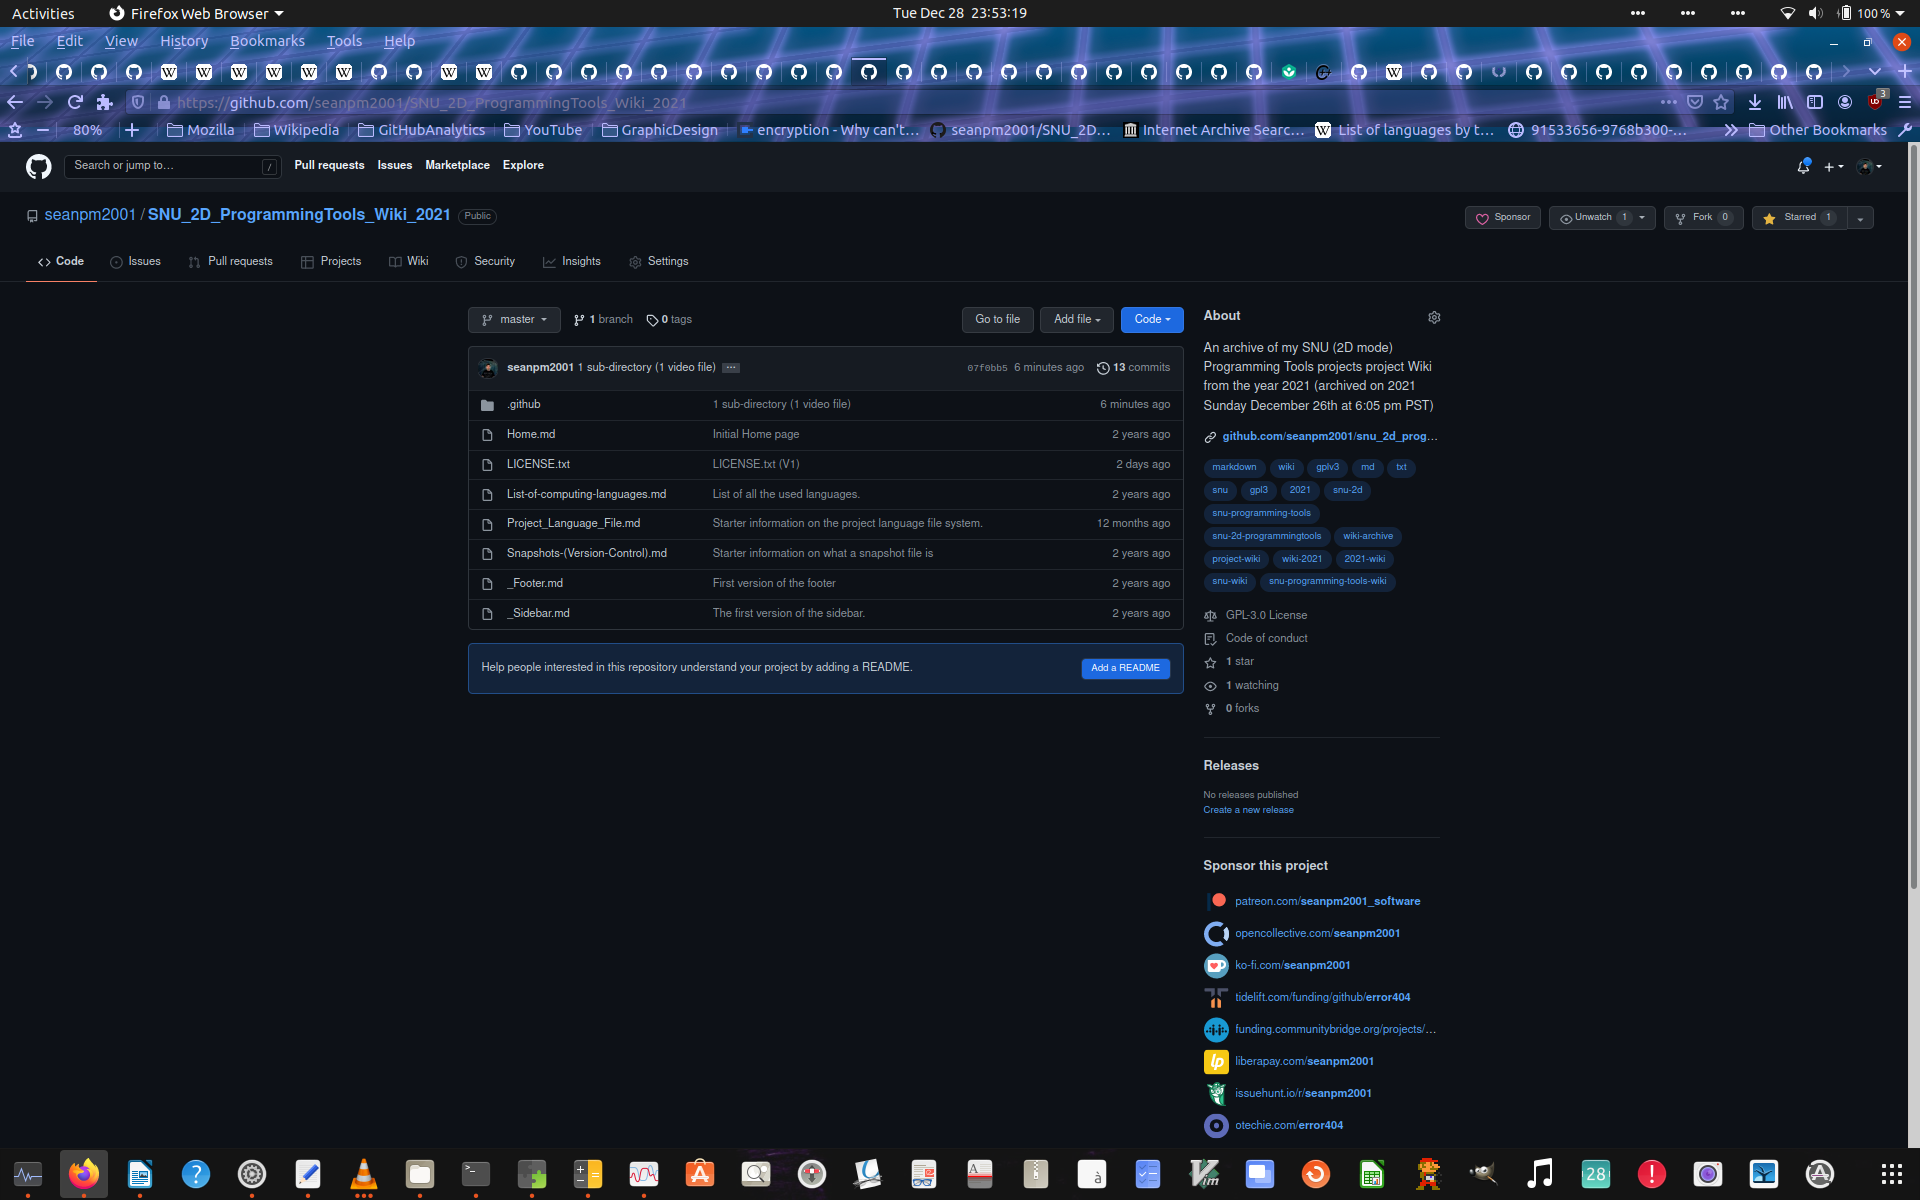 Activities
Firefox Web Browser
Tue Dec 28 23:53:19
100 %
File Edit View History Bookmarks Tools Help
https://github.com/seanpm2001/SNU_2D_ProgrammingTools_Wiki_2021
3
80%
Mozilla
Wikipedia
GitHubAnalytics
YouTube
GraphicDesign
encryption - Why can't…
seanpm2001/SNU_2D…
Internet Archive Searc…
List of languages by t…
91533656-9768b300-…
Other Bookmarks
Search or jump to…
/
Pull requests Issues Marketplace Explore
seanpm2001 / SNU_2D_ProgrammingTools_Wiki_2021 Public
Sponsor
Unwatch 1
Fork 0
Starred 1
Code
Issues
Pull requests
Projects
Wiki
Security
Insights
Settings
master
1 branch
0 tags
Go to file
Add file
Code
seanpm2001 1 sub-directory (1 video file) …
07f0bb5 6 minutes ago
13 commits
.github 1 sub-directory (1 video file) 6 minutes ago
Home.md Initial Home page 2 years ago
LICENSE.txt LICENSE.txt (V1) 2 days ago
List-of-computing-languages.md List of all the used languages. 2 years ago
Project_Language_File.md Starter information on the project language file system. 12 months ago
Snapshots-(Version-Control).md Starter information on what a snapshot file is 2 years ago
_Footer.md First version of the footer 2 years ago
_Sidebar.md The first version of the sidebar. 2 years ago
Help people interested in this repository understand your project by adding a README.
Add a README
About
An archive of my SNU (2D mode)
Programming Tools projects project Wiki
from the year 2021 (archived on 2021
Sunday December 26th at 6:05 pm PST)
github.com/seanpm2001/snu_2d_prog…
markdown wiki gplv3 md txt
snu gpl3 2021 snu-2d
snu-programming-tools
snu-2d-programmingtools wiki-archive
project-wiki wiki-2021 2021-wiki
snu-wiki snu-programming-tools-wiki
GPL-3.0 License
Code of conduct
1 star
1 watching
0 forks
Releases
No releases published
Create a new release
Sponsor this project
patreon.com/seanpm2001_software
opencollective.com/seanpm2001
ko-fi.com/seanpm2001
tidelift.com/funding/github/error404
funding.communitybridge.org/projects/…
liberapay.com/seanpm2001
issuehunt.io/r/seanpm2001
otechie.com/error404
28